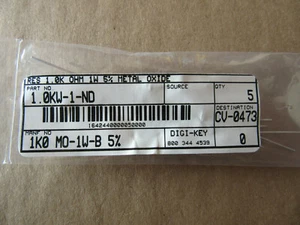 RES 1.0K OHM 1W 5% METAL OXIDE
PART NO
1.0KW-1-ND
SOURCE
QTY
5
1642440000050000
DESTINATION
CV-0473
MANF NO
1K0 MO-1W-B 5%
DIGI-KEY
800 344 4539
0